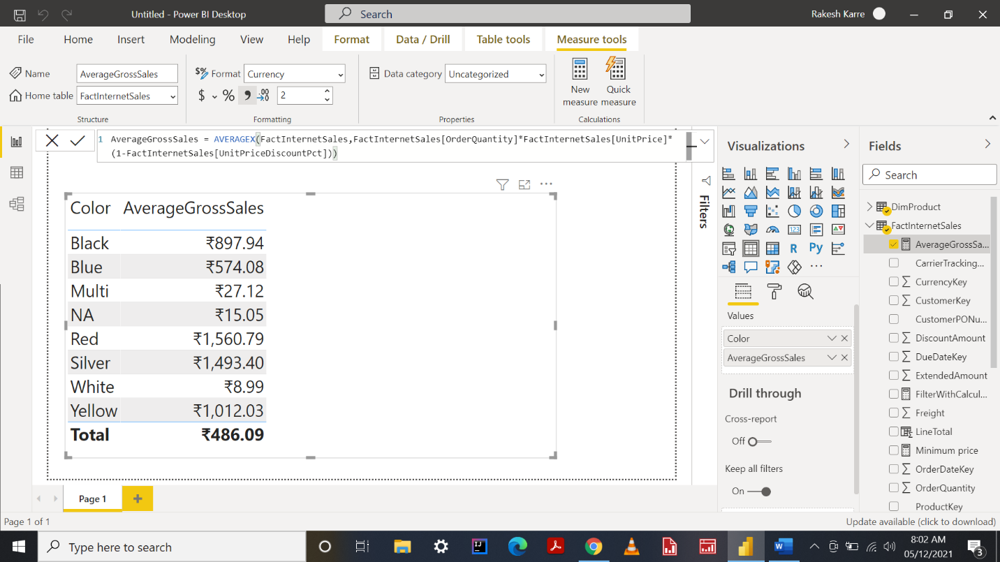 Untitled - Power BI Desktop
Search
Rakesh Karre
File Home Insert Modeling View Help Format Data / Drill Table tools Measure tools
Name AverageGrossSales
Home table FactInternetSales
Structure
$% Format Currency
$ % , .00 2
Formatting
Data category Uncategorized
Properties
New measure
Quick measure
Calculations
1 AverageGrossSales = AVERAGEX(FactInternetSales,FactInternetSales[OrderQuantity]*FactInternetSales[UnitPrice]*
(1-FactInternetSales[UnitPriceDiscountPct]))
Color AverageGrossSales
Black ₹897.94
Blue ₹574.08
Multi ₹27.12
NA ₹15.05
Red ₹1,560.79
Silver ₹1,493.40
White ₹8.99
Yellow ₹1,012.03
Total ₹486.09
Filters
Visualizations
123
R Py
Values
Color
AverageGrossSales
Drill through
Cross-report
Off
Keep all filters
On
Fields
Search
DimProduct
FactInternetSales
AverageGrossSa...
CarrierTracking...
CurrencyKey
CustomerKey
CustomerPONu...
DiscountAmount
DueDateKey
ExtendedAmount
FilterWithCalcul...
Freight
LineTotal
Minimum price
OrderDateKey
OrderQuantity
ProductKey
Page 1
Page 1 of 1
Update available (click to download)
Type here to search
8:02 AM
05/12/2021
3